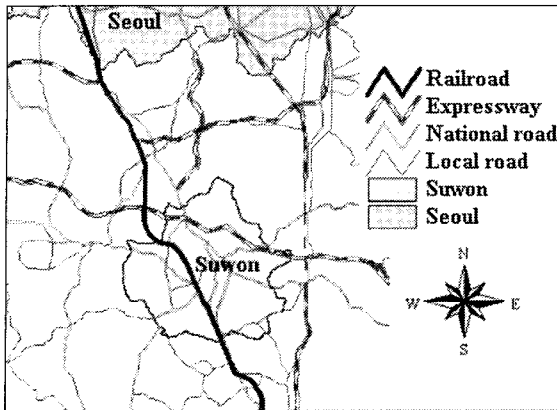 Seoul
Railroad
Expressway
National road
Local road
Suwon
Seoul
Suwon
N
W E
S